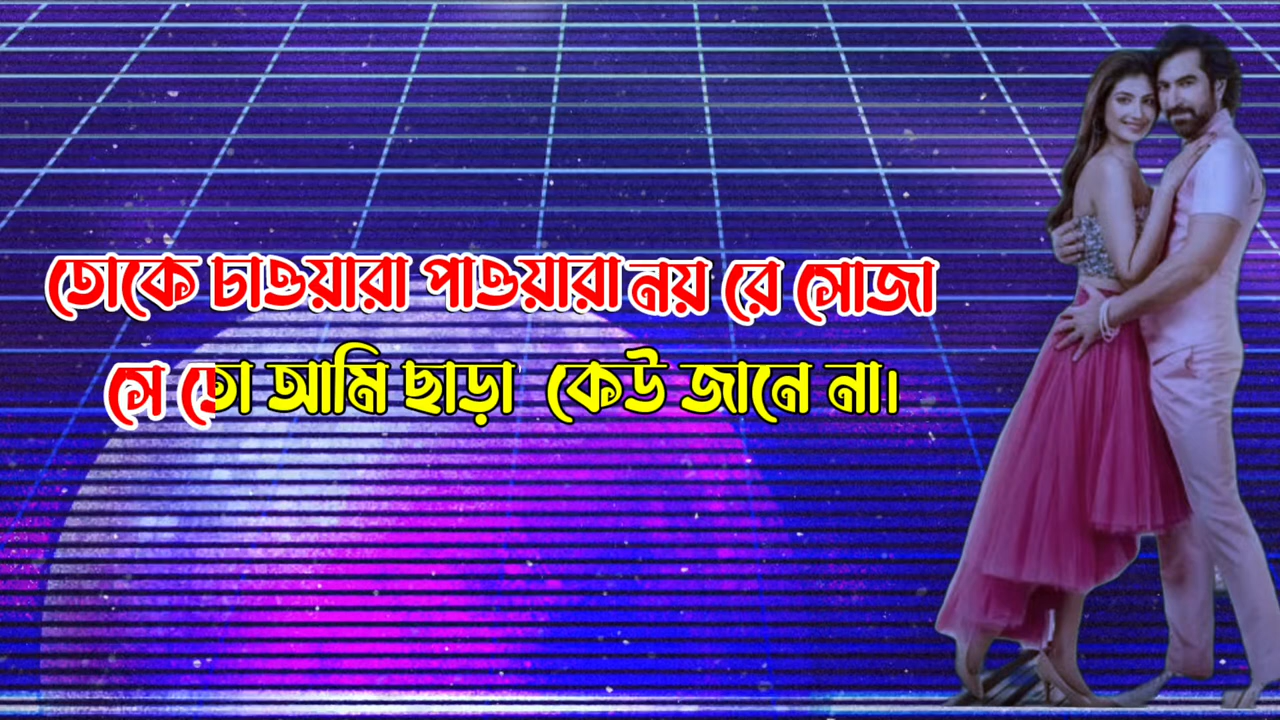 তোকে চাওয়ারা পাওয়ারা নয় রে সোজা
সে তো আমি ছাড়া কেউ জানে না।